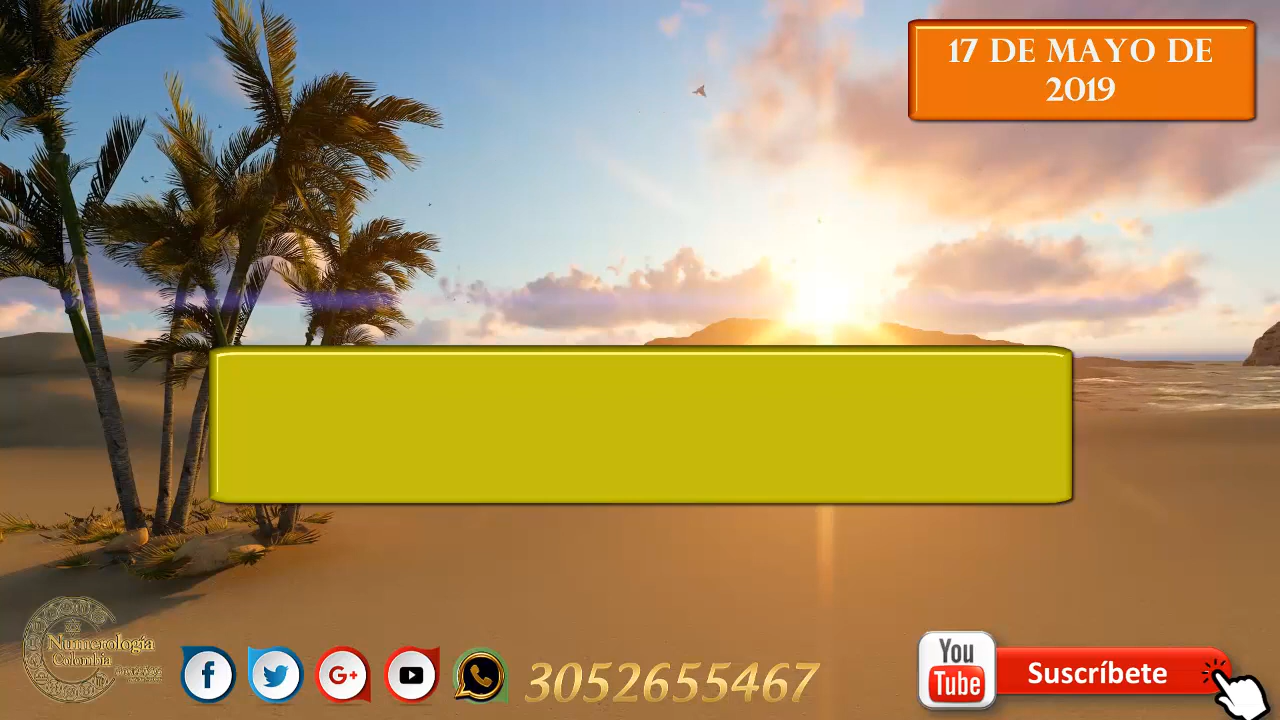 17 DE MAYO DE
2019
Numerología
Colombia
3052655467
You
Tube
Suscríbete